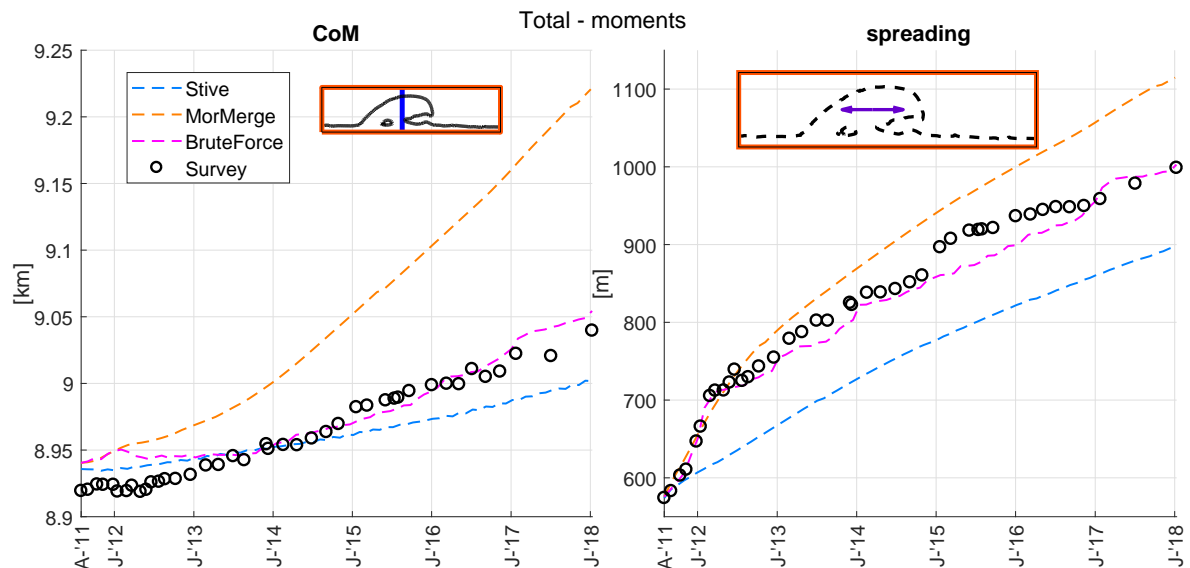 Total - moments
CoM
9.25
9.2
9.15
9.1
9.05
9
8.95
8.9
[km]
Stive
MorMerge
BruteForce
Survey
A-'11
J-'12
J-'13
J-'14
J-'15
J-'16
J-'17
J-'18
spreading
1100
1000
900
800
700
600
[m]
A-'11
J-'12
J-'13
J-'14
J-'15
J-'16
J-'17
J-'18